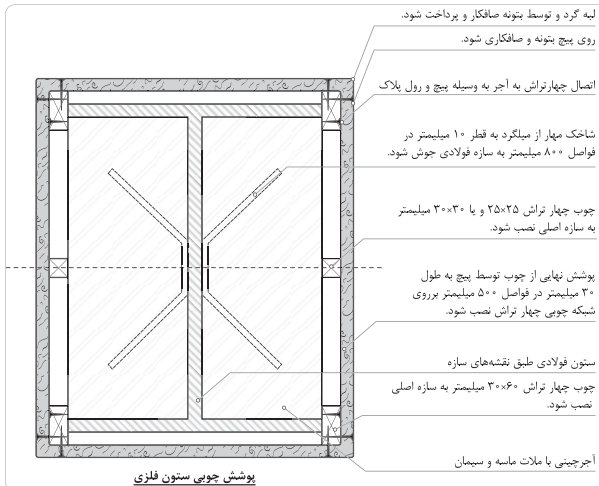 لبه گرد و توسط بتونه صافکار و پرداخت شود.
روی پیچ بتونه و صافکاری شود.
اتصال چهارتراش به آجر به وسیله پیچ و رول پلاک
شاخک مهار از میلگرد به قطر ۱۰ میلیمتر در
فواصل ۸۰۰ میلیمتر به سازه فولادی جوش شود.
چوب چهار تراش ۲۵×۲۵ و یا ۳۰×۳۰ میلیمتر
به سازه اصلی نصب شود.
پوشش نهایی از چوب توسط پیچ به طول
۳۰ میلیمتر در فواصل ۵۰۰ میلیمتر برروی
شبکه چوبی چهار تراش نصب شود.
ستون فولادی طبق نقشه‌های سازه
چوب چهار تراش ۶۰×۳۰ میلیمتر به سازه اصلی
نصب شود.
آجرچینی با ملات ماسه و سیمان
پوشش چوبی ستون فلزی